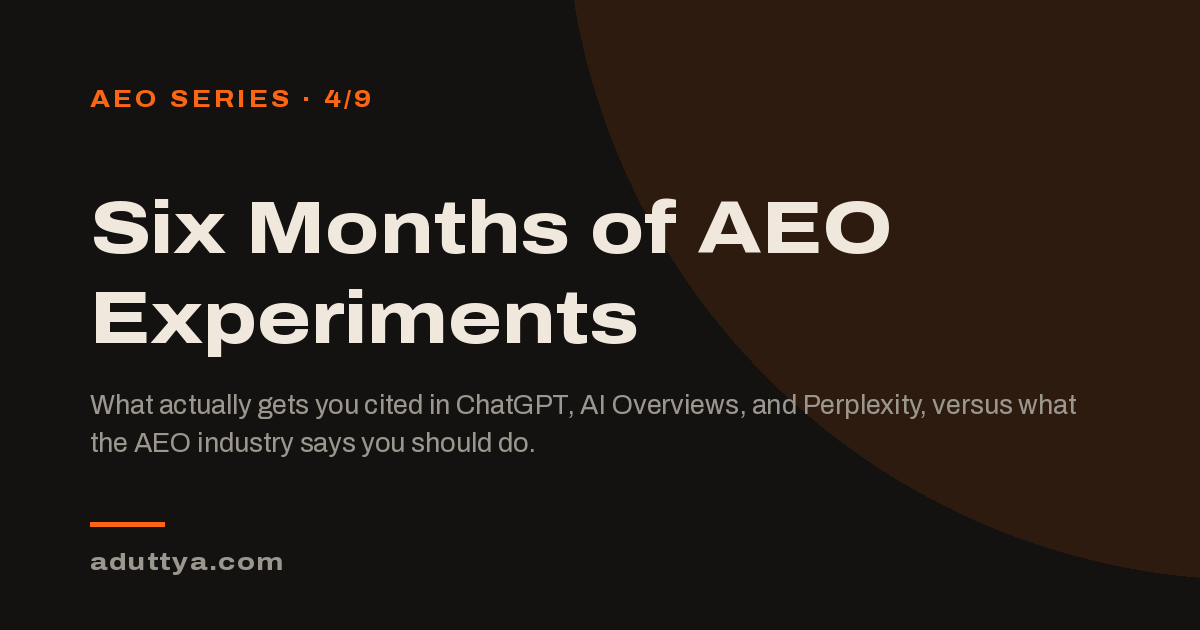 AEO SERIES · 4/9
Six Months of AEO
Experiments
What actually gets you cited in ChatGPT, AI Overviews, and Perplexity, versus what
the AEO industry says you should do.
aduttya.com